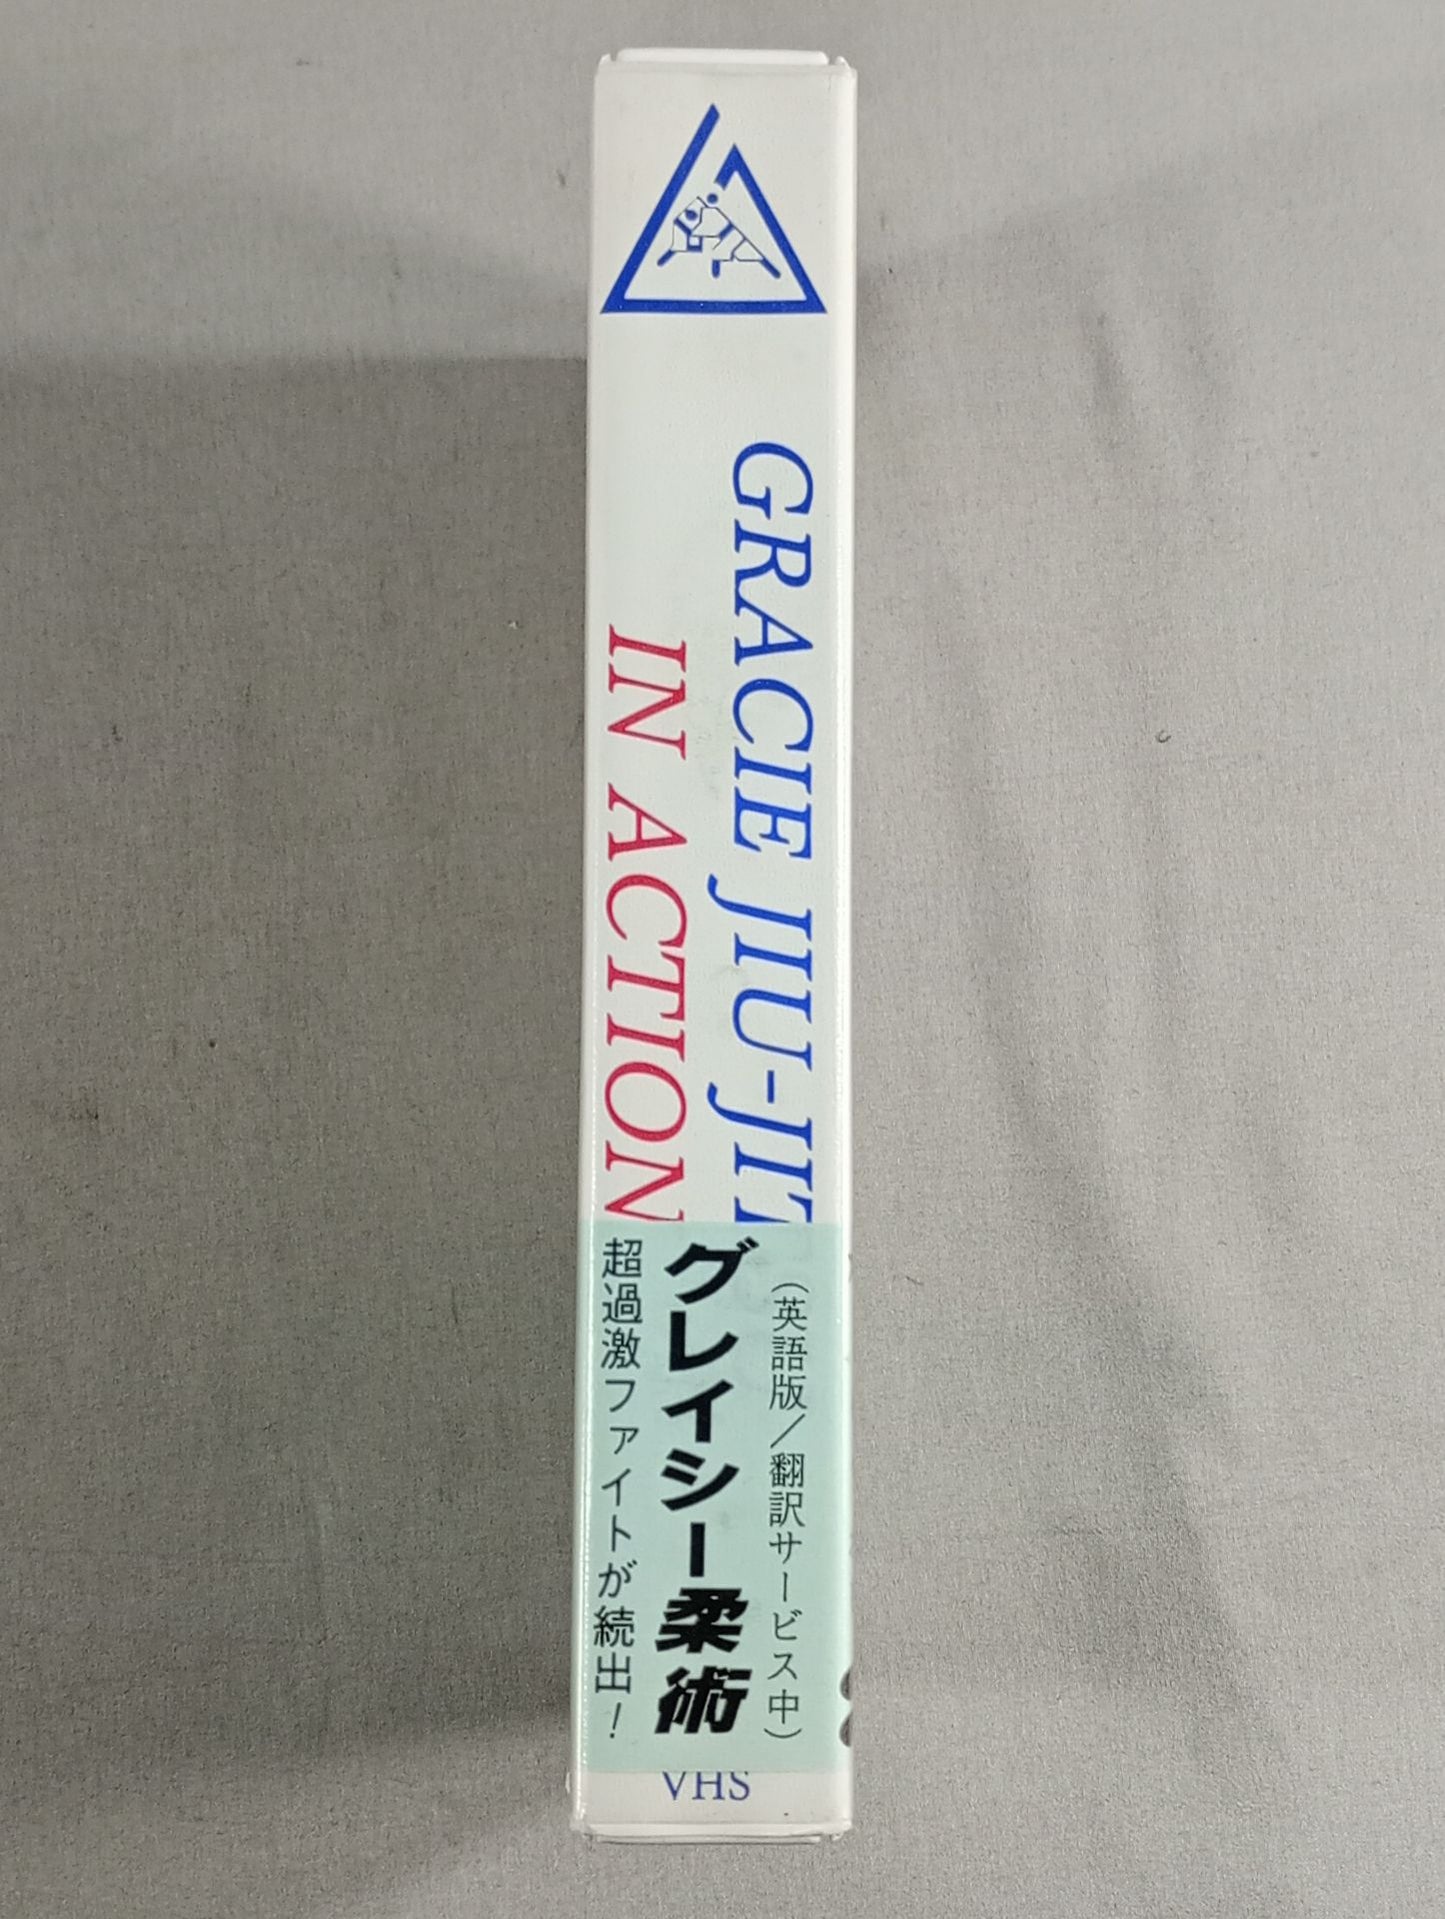 GRACIE JIU-JIT
IN ACTION
(英語版/翻訳サービス中)
グレイシー柔術
超過激ファイトが続出!
VHS